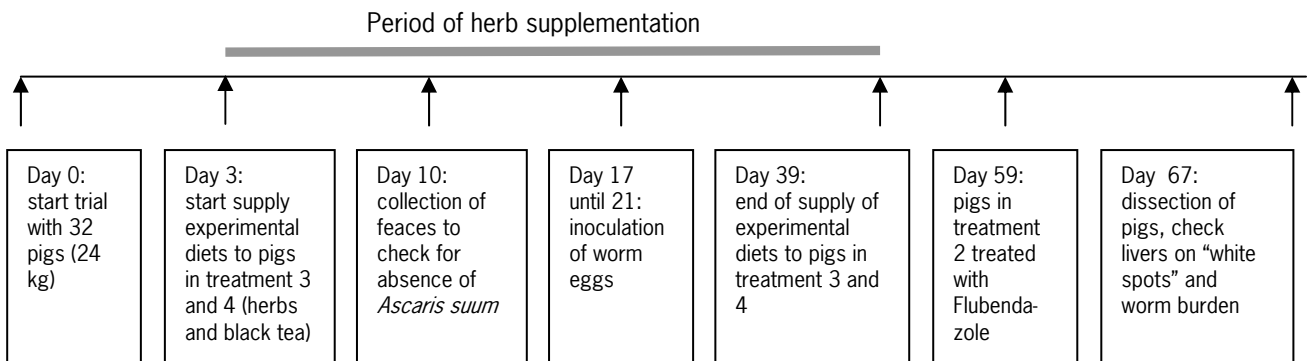 Period of herb supplementation
Day 0:
start trial
with 32
pigs (24
kg)
Day 3:
start supply
experimental
diets to pigs
in treatment 3
and 4 (herbs
and black tea)
Day 10:
collection of
feaces to
check for
absence of
Ascaris suum
Day 17
until 21:
inoculation
of worm
eggs
Day 39:
end of supply of
experimental
diets to pigs in
treatment 3 and
4
Day 59:
pigs in
treatment
2 treated
with
Flubenda-
zole
Day 67:
dissection of
pigs, check
livers on “white
spots” and
worm burden